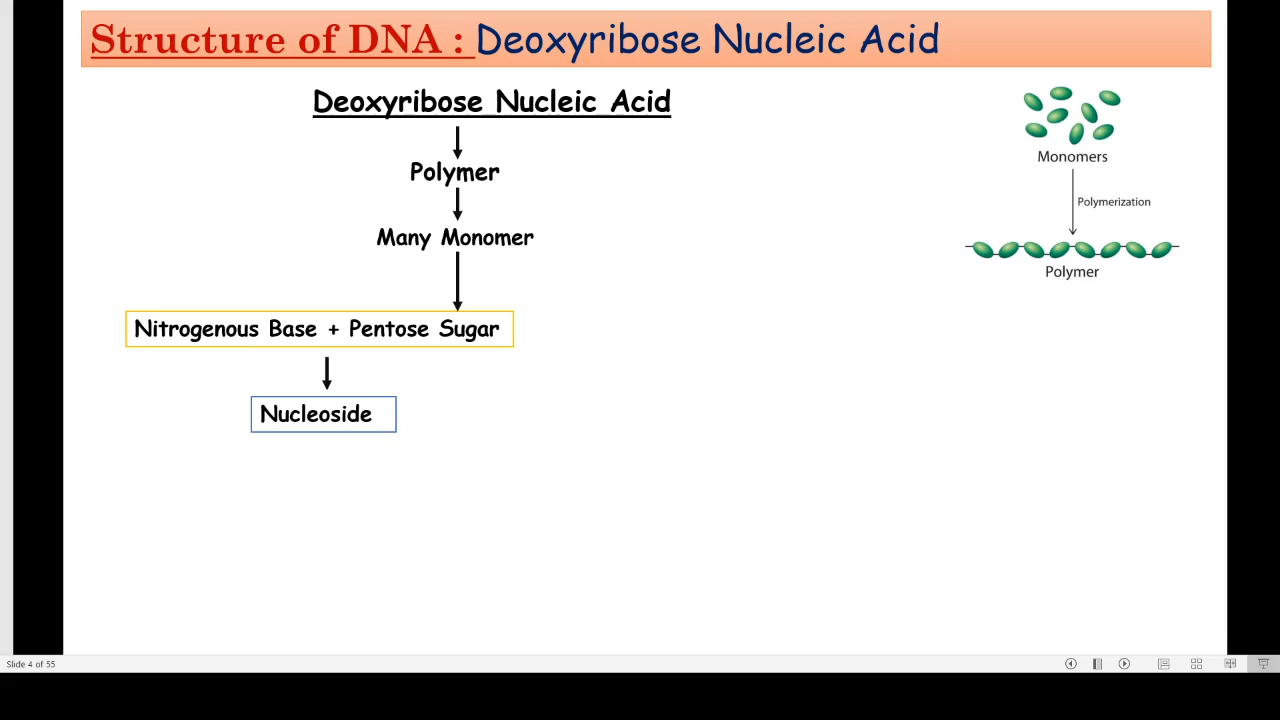 Structure of DNA : Deoxyribose Nucleic Acid
Deoxyribose Nucleic Acid
Polymer
Many Monomer
Nitrogenous Base + Pentose Sugar
Nucleoside
Monomers
Polymerization
Polymer
Slide 4 of 55